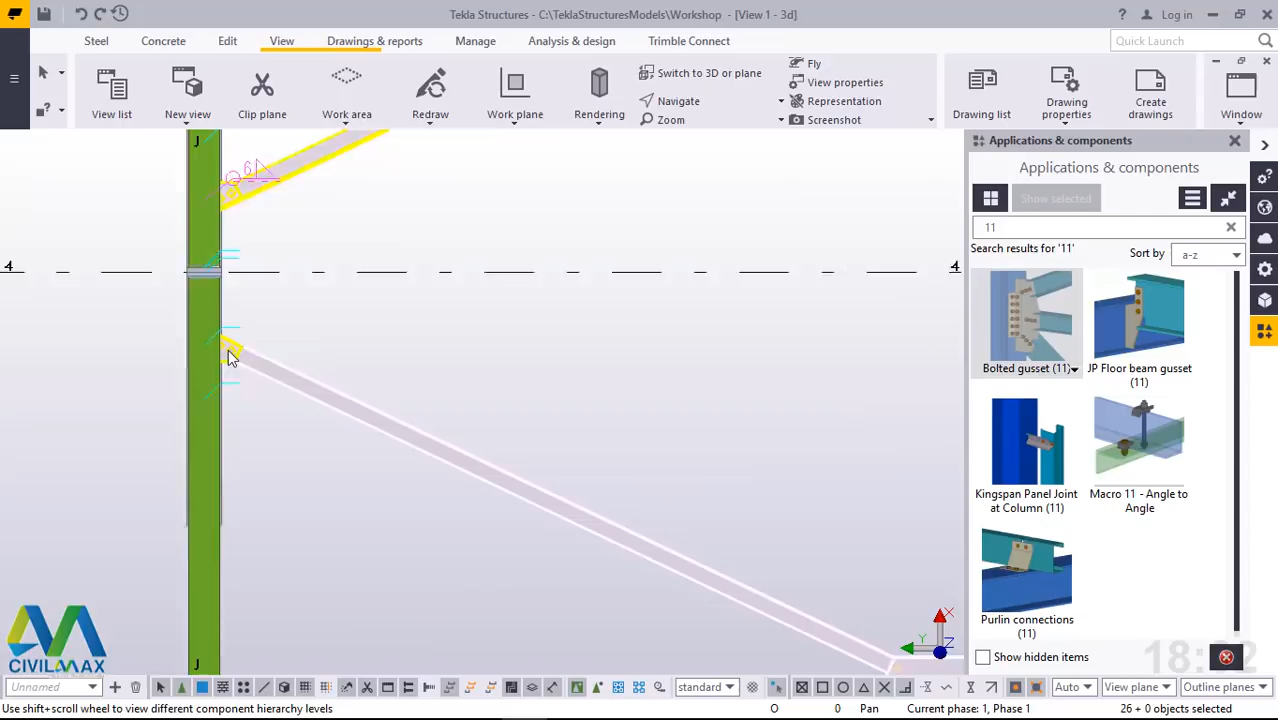 Tekla Structures - C:\TeklaStructuresModels\Workshop - [View 1 - 3d]
Log in
Steel
Concrete
Edit
View
Drawings & reports
Manage
Analysis & design
Trimble Connect
Quick Launch
View list
New view
Clip plane
Work area
Redraw
Work plane
Rendering
Switch to 3D or plane
Navigate
Zoom
Fly
View properties
Representation
Screenshot
Drawing list
Drawing properties
Create drawings
Window
J
6
4
4
J
X
Y
Z
CIVILMAX
Applications & components
Applications & components
Show selected
11
Search results for '11'
Sort by
a-z
Bolted gusset (11)
JP Floor beam gusset (11)
Kingspan Panel Joint at Column (11)
Macro 11 - Angle to Angle
Purlin connections (11)
Show hidden items
Unnamed
standard
Auto
View plane
Outline planes
Use shift+scroll wheel to view different component hierarchy levels
O
0
Pan
Current phase: 1, Phase 1
26 + 0 objects selected